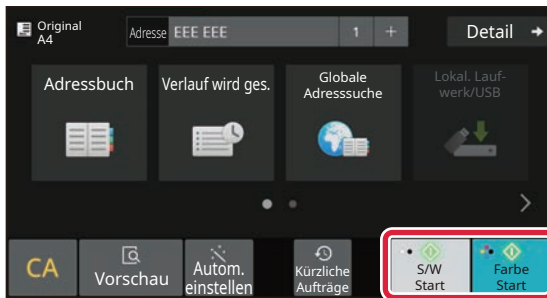 Original
A4
Adresse EEE EEE 1 +
Detail
Adressbuch
Verlauf wird ges.
Globale
Adresssuche
Lokal. Lauf-
werk/USB
CA
Vorschau
Autom.
einstellen
Kürzliche
Aufträge
S/W
Start
Farbe
Start